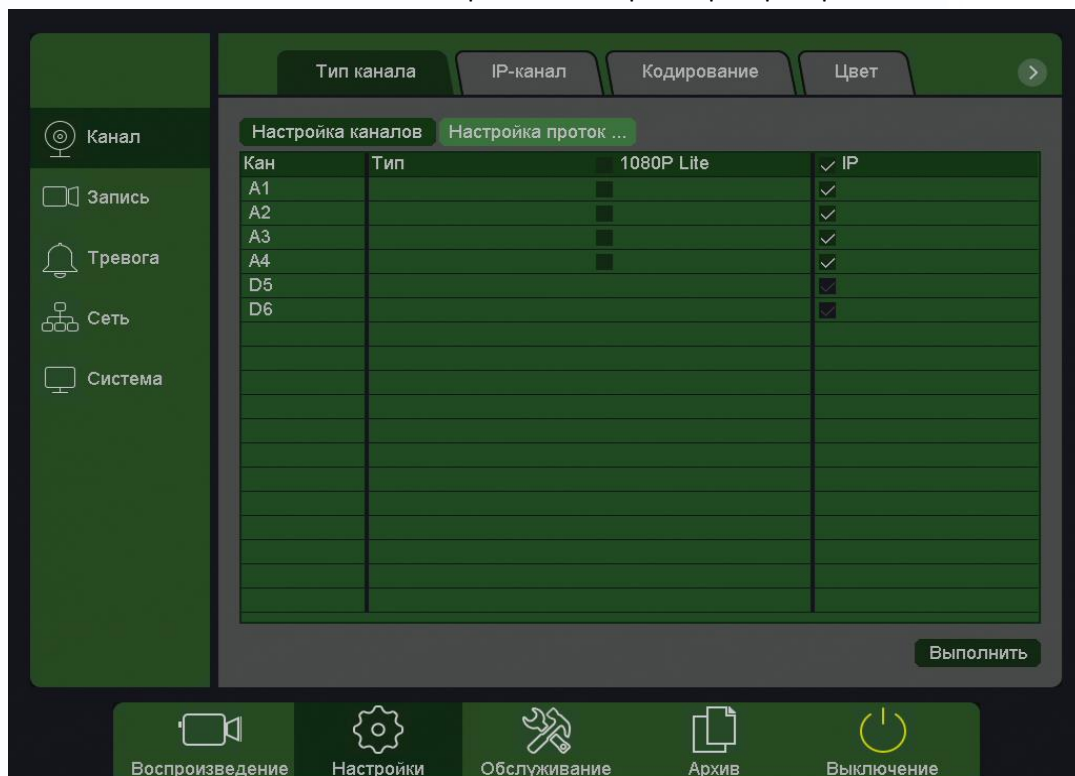 Тип канала IP-канал Кодирование Цвет
Канал
Запись
Тревога
Сеть
Система
Настройка каналов Настройка проток ...
Кан Тип 1080P Lite IP
A1
A2
A3
A4
D5
D6
Выполнить
Воспроизведение Настройки Обслуживание Архив Выключение